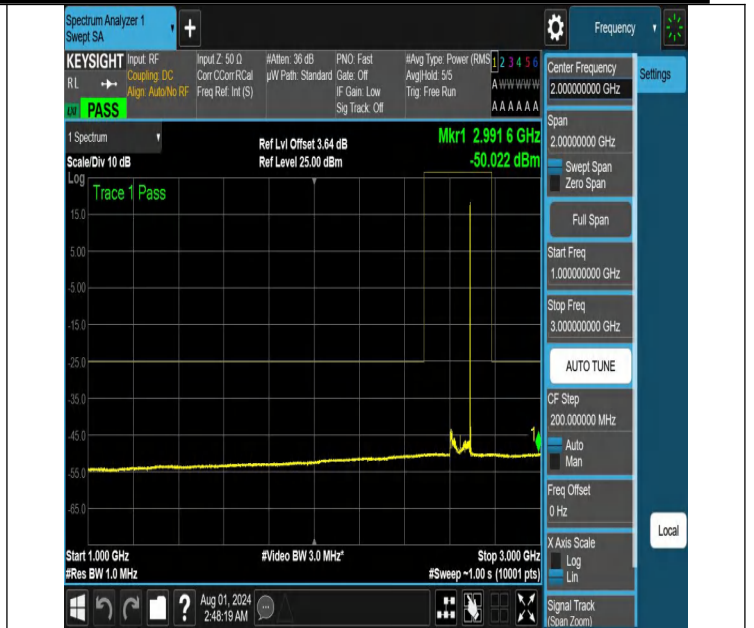 Spectrum Analyzer 1
Swept SA
+
Frequency
KEYSIGHT
RL
LXI
PASS
Input: RF
Coupling: DC
Align: Auto/No RF
Input Z: 50 Ω
Corr CCorr RCal
Freq Ref: Int (S)
#Atten: 36 dB
µW Path: Standard
PNO: Fast
Gate: Off
IF Gain: Low
Sig Track: Off
#Avg Type: Power (RMS
Avg|Hold: 5/5
Trig: Free Run
1 2 3 4 5 6
A W W W W W
A A A A A A
Center Frequency
2.000000000 GHz
Settings
Span
2.00000000 GHz
Swept Span
Zero Span
Full Span
Start Freq
1.000000000 GHz
Stop Freq
3.000000000 GHz
AUTO TUNE
CF Step
200.000000 MHz
Auto
Man
Freq Offset
0 Hz
X Axis Scale
Log
Lin
Signal Track
(Span Zoom)
Local
1 Spectrum
Scale/Div 10 dB
Ref Lvl Offset 3.64 dB
Ref Level 25.00 dBm
Mkr1 2.991 6 GHz
-50.022 dBm
Log
Trace 1 Pass
15.0
5.00
-5.00
-15.0
-25.0
-35.0
-45.0
-55.0
-65.0
1
Start 1.000 GHz
#Res BW 1.0 MHz
#Video BW 3.0 MHz*
Stop 3.000 GHz
#Sweep ~1.00 s (10001 pts)
?
Aug 01, 2024
2:48:19 AM